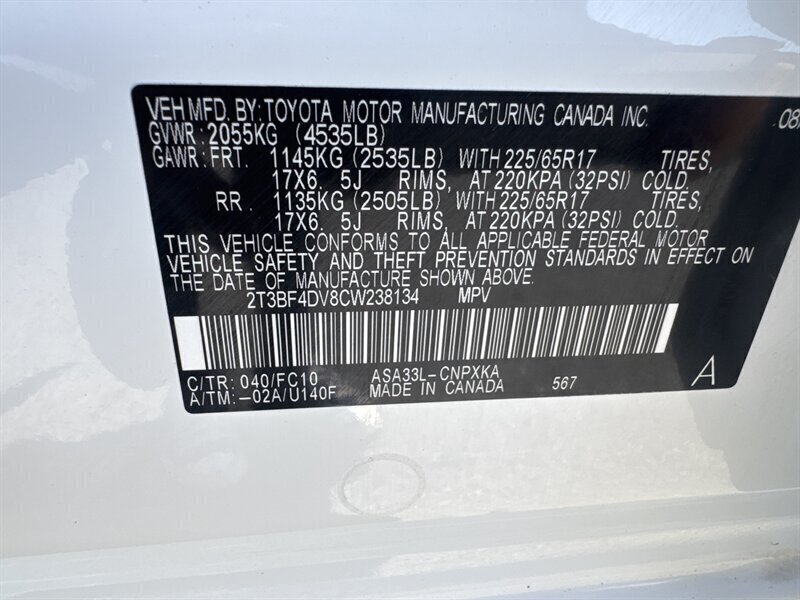 VEH MFD. BY: TOYOTA MOTOR MANUFACTURING CANADA INC.
GVWR: 2055KG (4535LB)
GAWR: FRT. 1145KG (2535LB) WITH 225/65R17 TIRES,
17X6. 5J RIMS, AT 220KPA (32PSI) COLD.
RR . 1135KG (2505LB) WITH 225/65R17 TIRES,
17X6. 5J RIMS, AT 220KPA (32PSI) COLD.
THIS VEHICLE CONFORMS TO ALL APPLICABLE FEDERAL MOTOR
VEHICLE SAFETY AND THEFT PREVENTION STANDARDS IN EFFECT ON
THE DATE OF MANUFACTURE SHOWN ABOVE.
2T3BF4DV8CW238134 MPV
C/TR: 040/FC10 ASA33L-CNPXKA
A/TM: -02A/U140F MADE IN CANADA 567 A